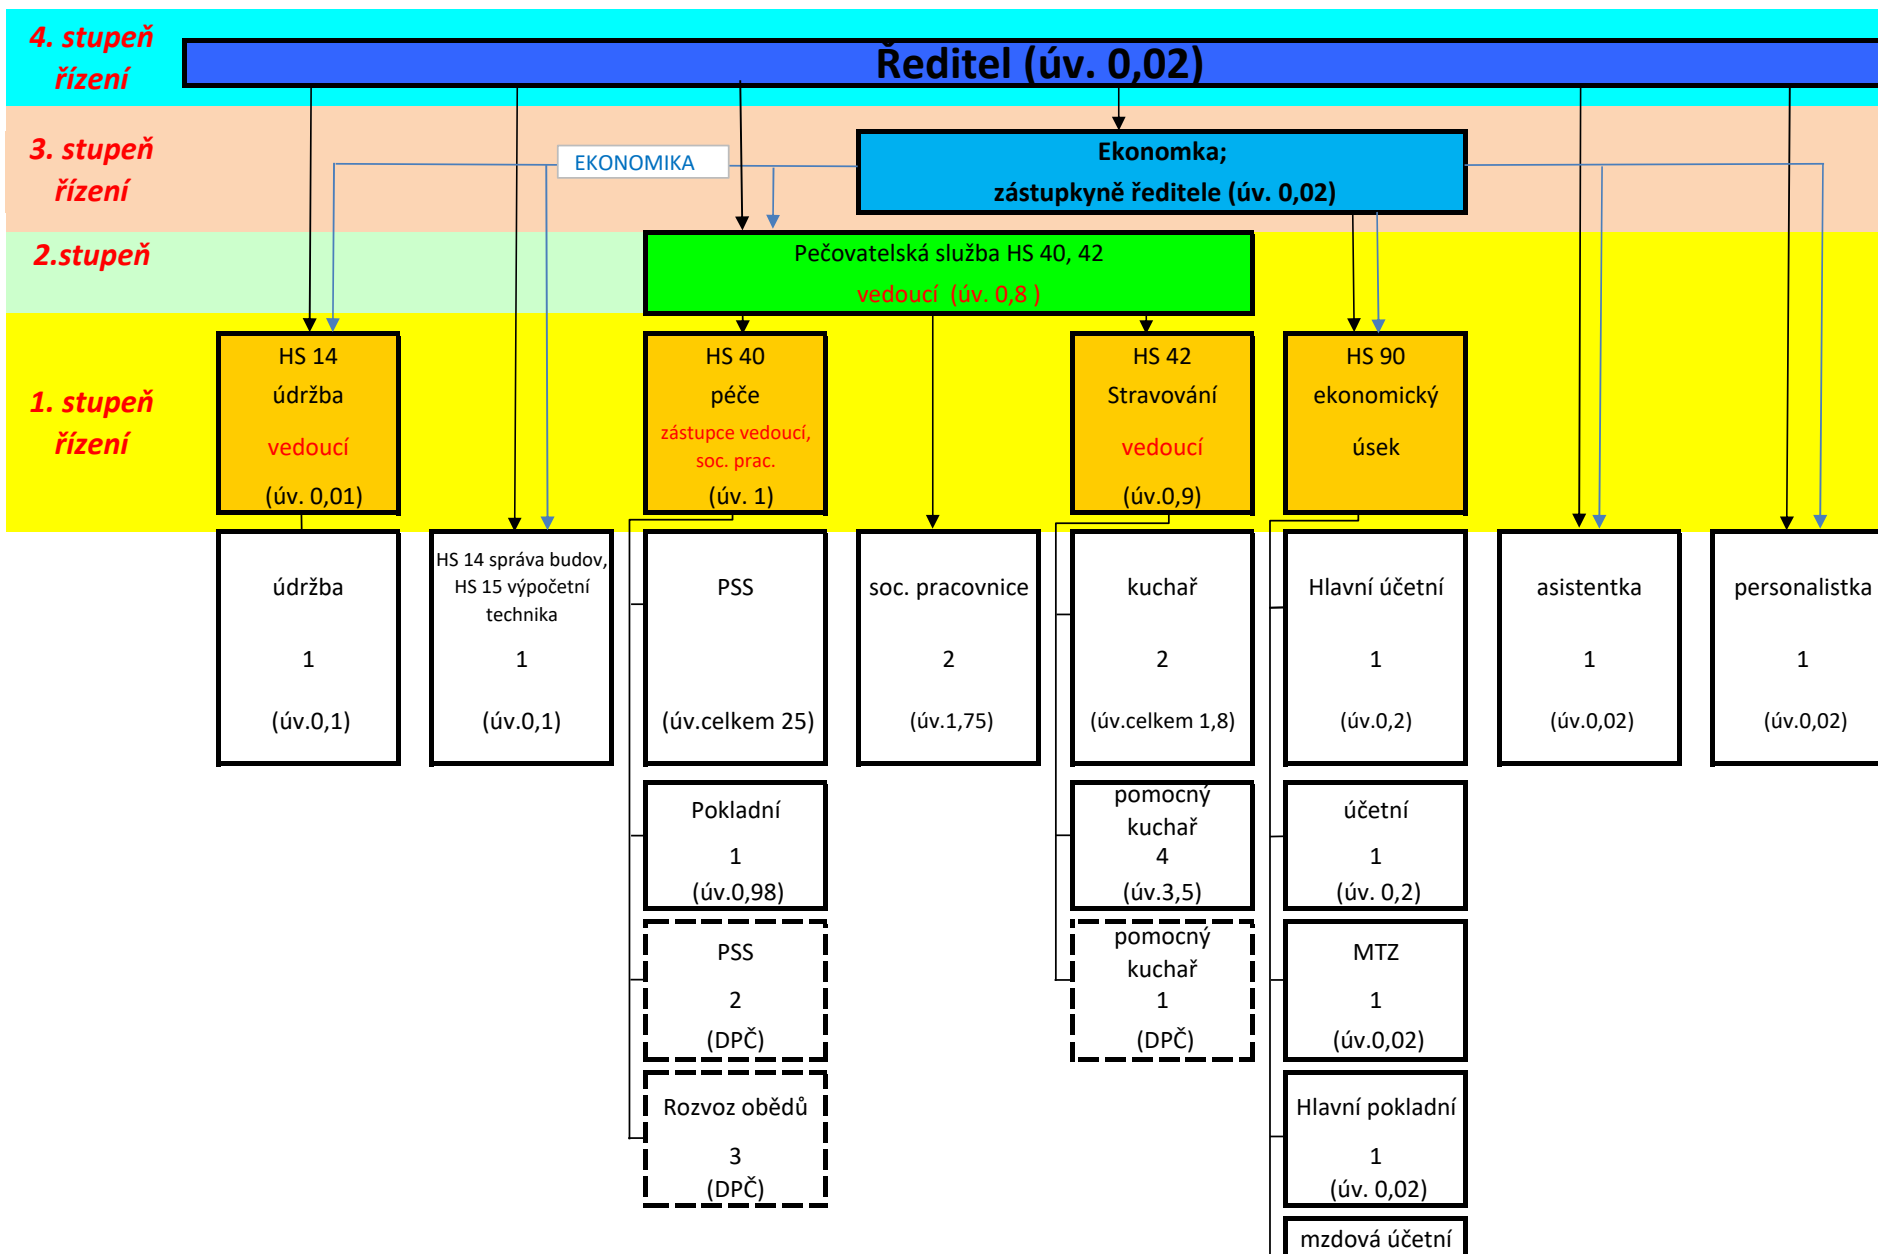 4. stupeň
řízení
Ředitel (úv. 0,02)
3. stupeň
řízení
EKONOMIKA
Ekonomka;
zástupkyně ředitele (úv. 0,02)
2.stupeň
Pečovatelská služba HS 40, 42
vedoucí (úv. 0,8 )
1. stupeň
řízení
HS 14
údržba
vedoucí
(úv. 0,01)
HS 40
péče
zástupce vedoucí,
soc. prac.
(úv. 1)
HS 42
Stravování
vedoucí
(úv.0,9)
HS 90
ekonomický
úsek
údržba
1
(úv.0,1)
HS 14 správa budov,
HS 15 výpočetní
technika
1
(úv.0,1)
PSS
(úv.celkem 25)
soc. pracovnice
2
(úv.1,75)
kuchař
2
(úv.celkem 1,8)
Hlavní účetní
1
(úv.0,2)
asistentka
1
(úv.0,02)
personalistka
1
(úv.0,02)
Pokladní
1
(úv.0,98)
pomocný
kuchař
4
(úv.3,5)
účetní
1
(úv. 0,2)
PSS
2
(DPČ)
pomocný
kuchař
1
(DPČ)
MTZ
1
(úv.0,02)
Rozvoz obědů
3
(DPČ)
Hlavní pokladní
1
(úv. 0,02)
mzdová účetní